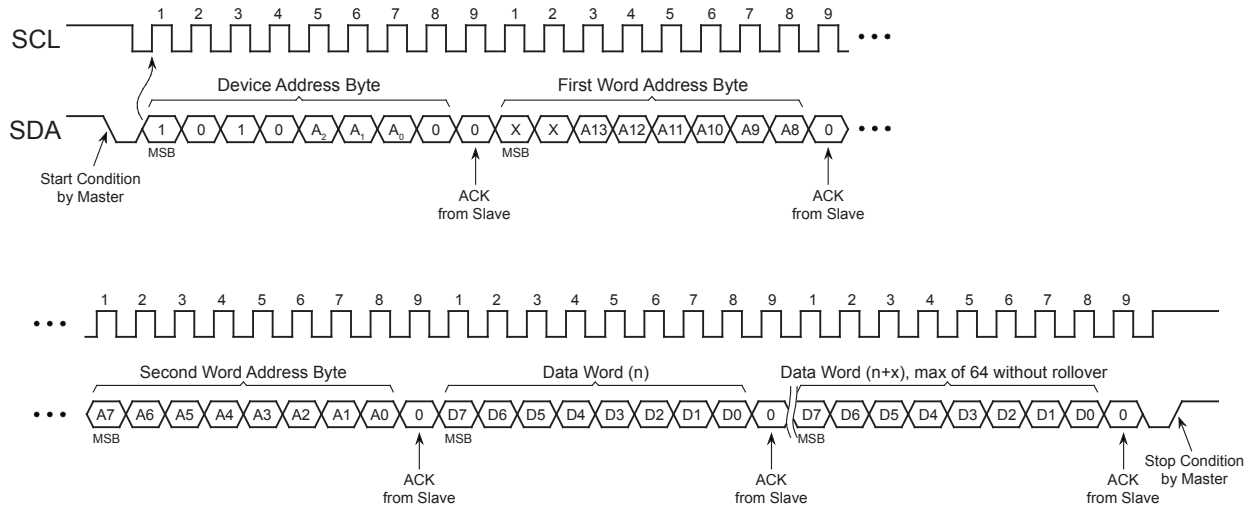 1 2 3 4 5 6 7 8 9 1 2 3 4 5 6 7 8 9
SCL
Device Address Byte First Word Address Byte
SDA 1 0 1 0 A2 A1 A0 0 0 X X A13 A12 A11 A10 A9 A8 0
MSB MSB
Start Condition
by Master
ACK
from Slave
ACK
from Slave
1 2 3 4 5 6 7 8 9 1 2 3 4 5 6 7 8 9 1 2 3 4 5 6 7 8 9
Second Word Address Byte Data Word (n) Data Word (n+x), max of 64 without rollover
A7 A6 A5 A4 A3 A2 A1 A0 0 D7 D6 D5 D4 D3 D2 D1 D0 0 D7 D6 D5 D4 D3 D2 D1 D0 0
MSB MSB MSB
ACK
from Slave
ACK
from Slave
ACK
from Slave
Stop Condition
by Master